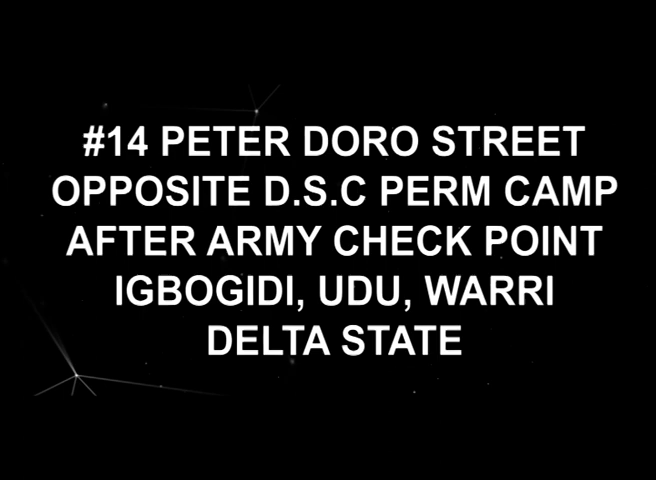 #14 PETER DORO STREET
OPPOSITE D.S.C PERM CAMP
AFTER ARMY CHECK POINT
IGBOGIDI, UDU, WARRI
DELTA STATE